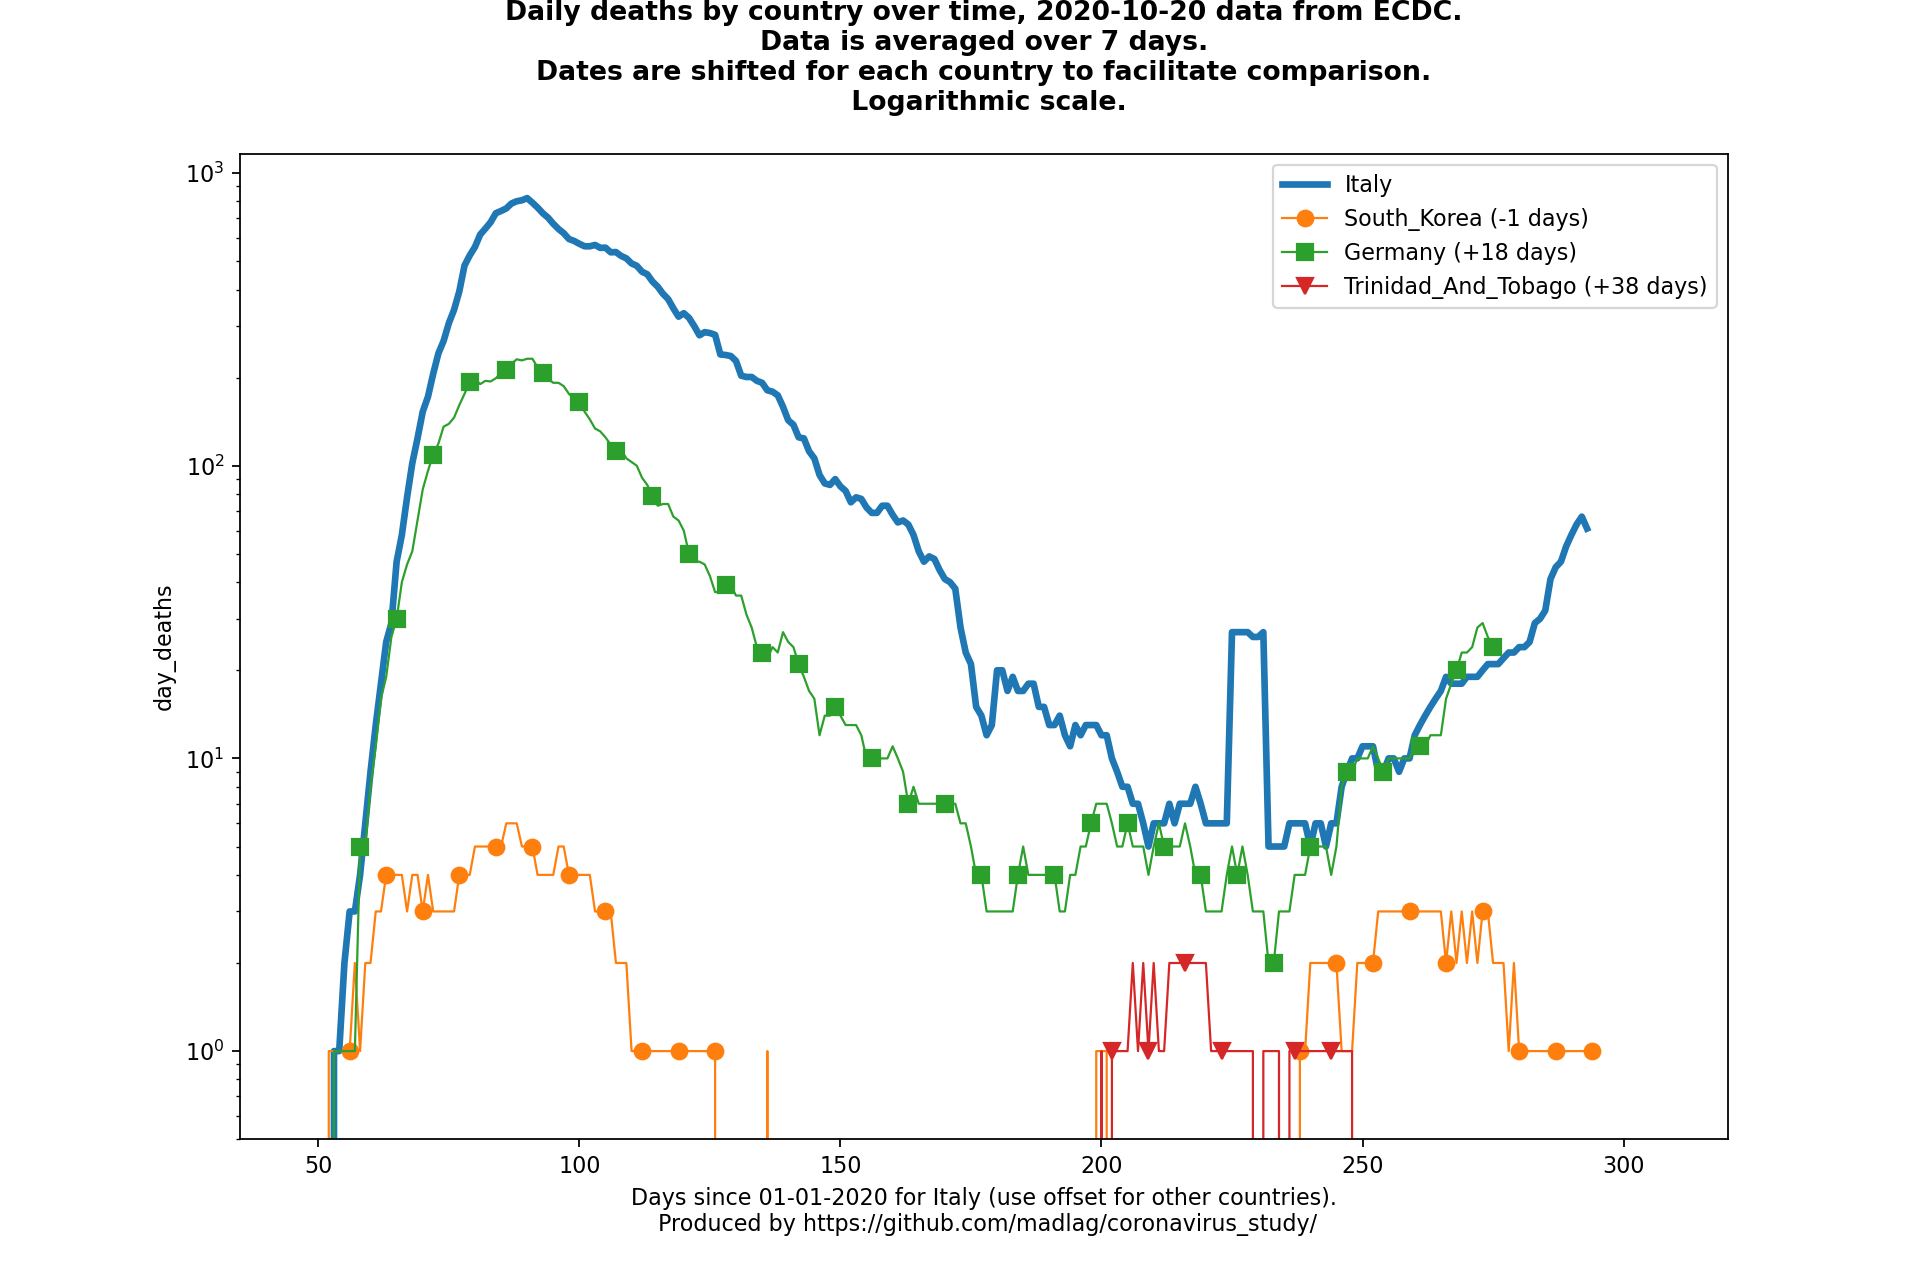 Daily deaths by country over time, 2020-10-20 data from ECDC.
Data is averaged over 7 days.
Dates are shifted for each country to facilitate comparison.
Logarithmic scale.
10³
10²
10¹
10⁰
day_deaths
Italy
South_Korea (-1 days)
Germany (+18 days)
Trinidad_And_Tobago (+38 days)
50 100 150 200 250 300
Days since 01-01-2020 for Italy (use offset for other countries).
Produced by https://github.com/madlag/coronavirus_study/